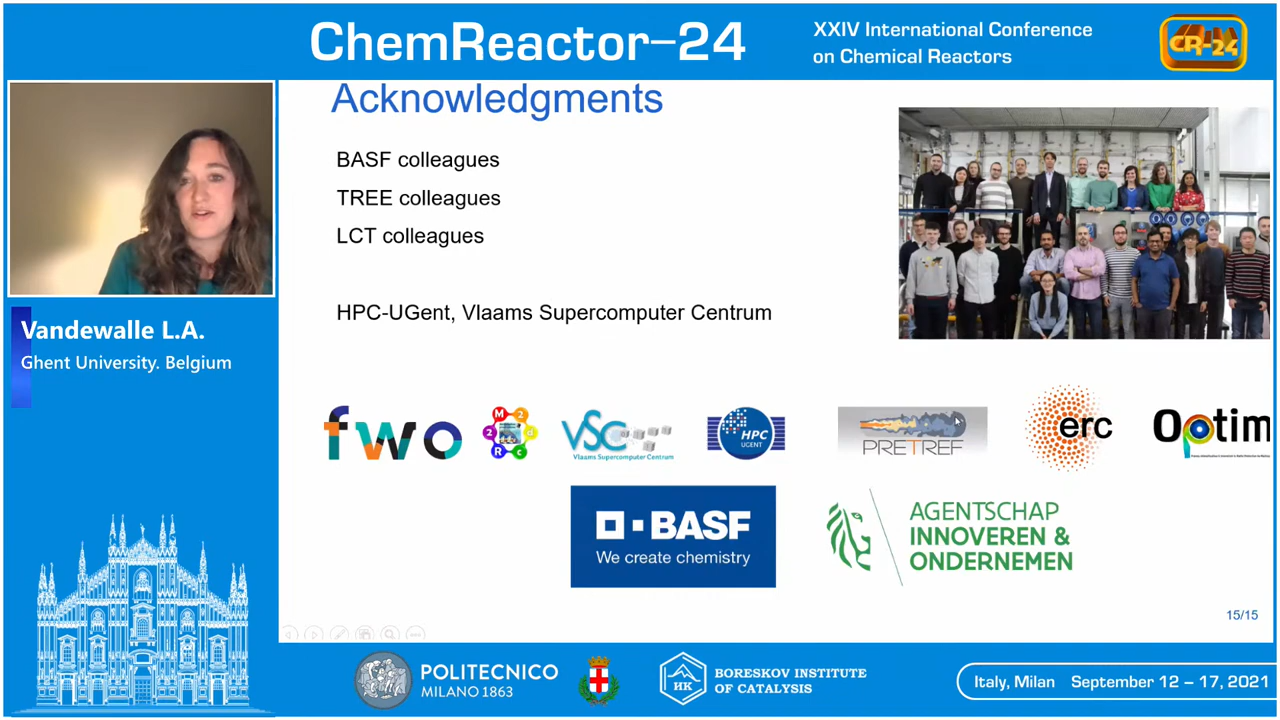 ChemReactor-24
XXIV International Conference
on Chemical Reactors
CR-24
Acknowledgments
BASF colleagues
TREE colleagues
LCT colleagues
HPC-UGent, Vlaams Supercomputer Centrum
Vandewalle L.A.
Ghent University. Belgium
fwo
M 2 2 d R C
VSC
Vlaams Supercomputer Centrum
HPC
UGENT
PRETREF
erc
Optim
BASF
We create chemistry
AGENTSCHAP
INNOVEREN &
ONDERNEMEN
15/15
POLITECNICO
MILANO 1863
HK
BORESKOV INSTITUTE
OF CATALYSIS
Italy, Milan September 12 – 17, 2021